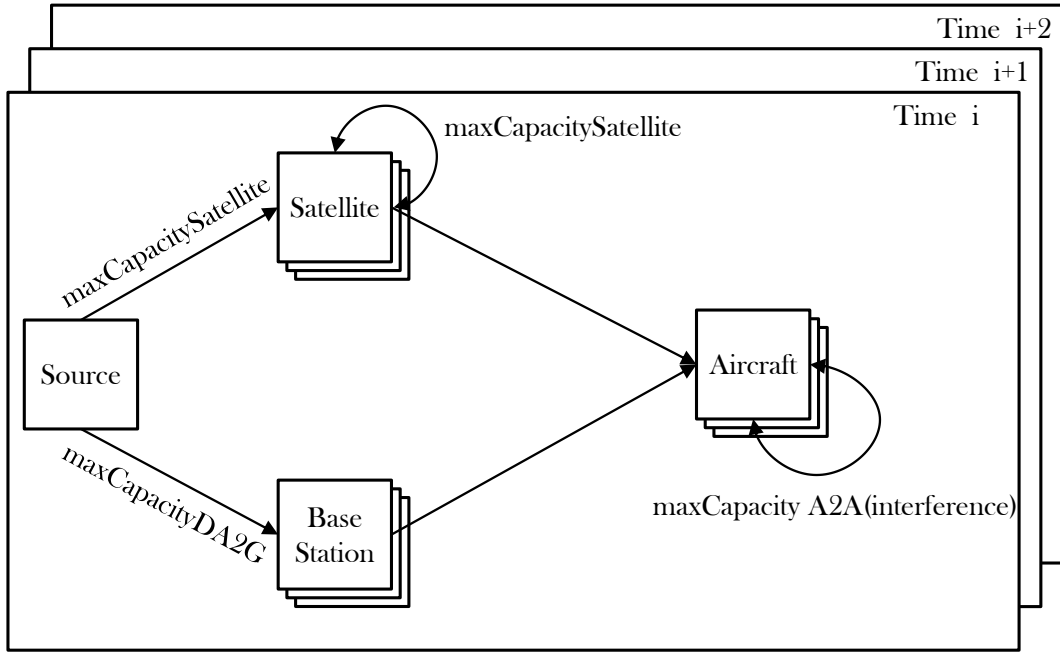 Time i+2
Time i+1
Time i
maxCapacitySatellite
maxCapacitySatellite
Satellite
Source
Aircraft
maxCapacityDA2G
Base
Station
maxCapacity A2A(interference)